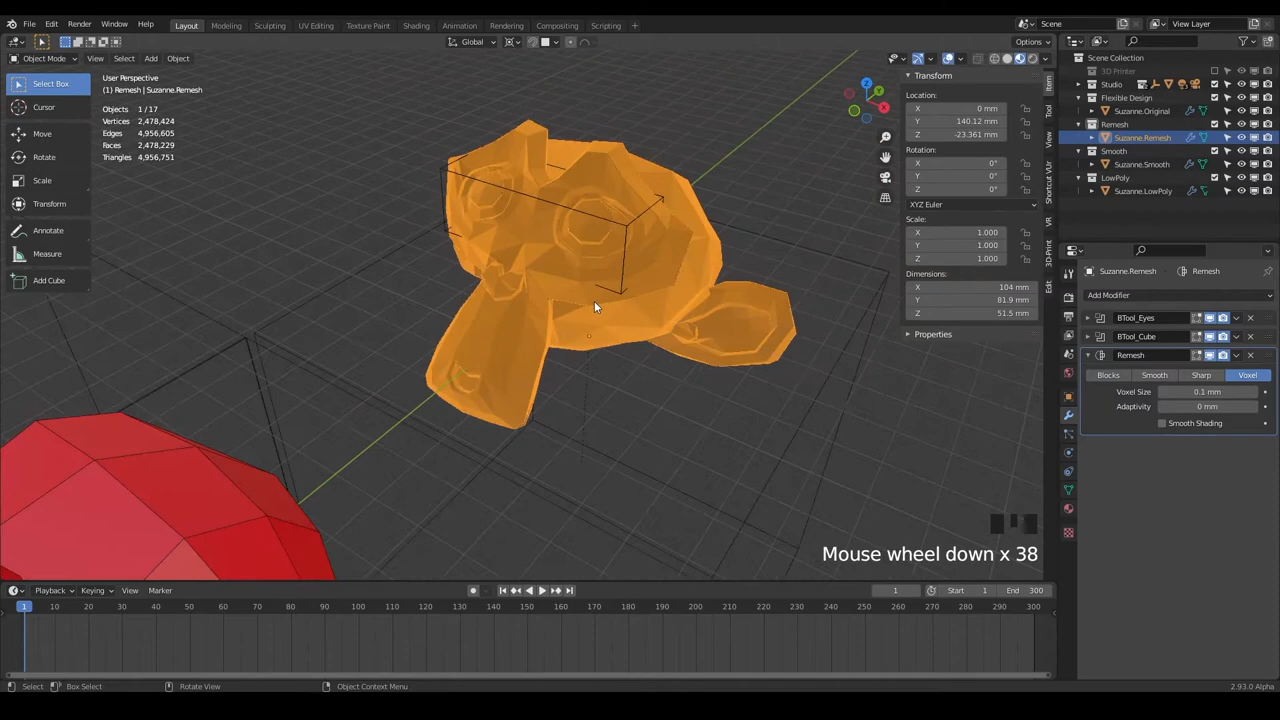 File Edit Render Window Help Layout Modeling Sculpting UV Editing Texture Paint Shading Animation Rendering Compositing Scripting + Scene View Layer
Global Options
Object Mode View Select Add Object
Select Box
Cursor
Move
Rotate
Scale
Transform
Annotate
Measure
Add Cube
User Perspective
(1) Remesh | Suzanne.Remesh
Objects 1 / 17
Vertices 2,478,424
Edges 4,956,605
Faces 2,478,229
Triangles 4,956,751
Z
Y
X
Transform
Location:
X 0 mm
Y 140.12 mm
Z -23.361 mm
Rotation:
X 0°
Y 0°
Z 0°
XYZ Euler
Scale:
X 1.000
Y 1.000
Z 1.000
Dimensions:
X 104 mm
Y 81.9 mm
Z 51.5 mm
Properties
Item
Tool
View
Shortcut VUr
VR
3D-Print
Edit
Scene Collection
3D Printer
Studio
Flexible Design
Suzanne.Original
Remesh
Suzanne.Remesh
Smooth
Suzanne.Smooth
LowPoly
Suzanne.LowPoly
Suzanne.Remesh Remesh
Add Modifier
BTool_Eyes
BTool_Cube
Remesh
Blocks Smooth Sharp Voxel
Voxel Size 0.1 mm
Adaptivity 0 mm
Smooth Shading
Mouse wheel down x 38
Playback Keying View Marker 1 Start 1 End 300
1 10 20 30 40 50 60 70 80 90 100 110 120 130 140 150 160 170 180 190 200 210 220 230 240 250 260 270 280 290 300
Select Box Select Rotate View Object Context Menu 2.93.0 Alpha